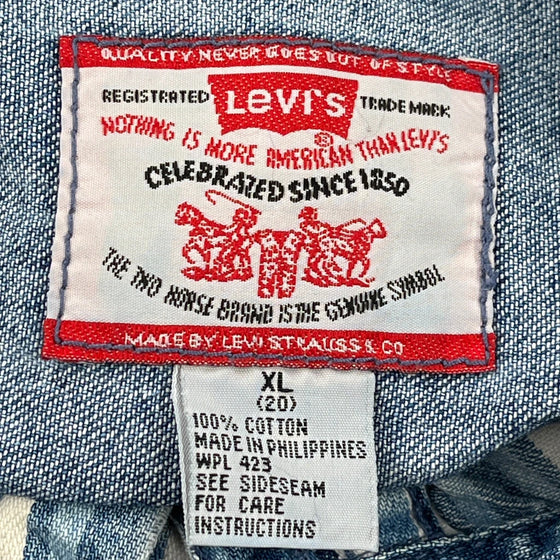 QUALITY NEVER GOES OUT OF STYLE
REGISTRATED Levi's TRADE MARK
®
NOTHING IS MORE AMERICAN THAN LEVI'S
CELEBRATED SINCE 1850
THE TWO HORSE BRAND IS THE GENUINE SYMBOL
MADE BY LEVI STRAUSS & CO
XL
(20)
100% COTTON
MADE IN PHILIPPINES
WPL 423
SEE SIDESEAM
FOR CARE
INSTRUCTIONS